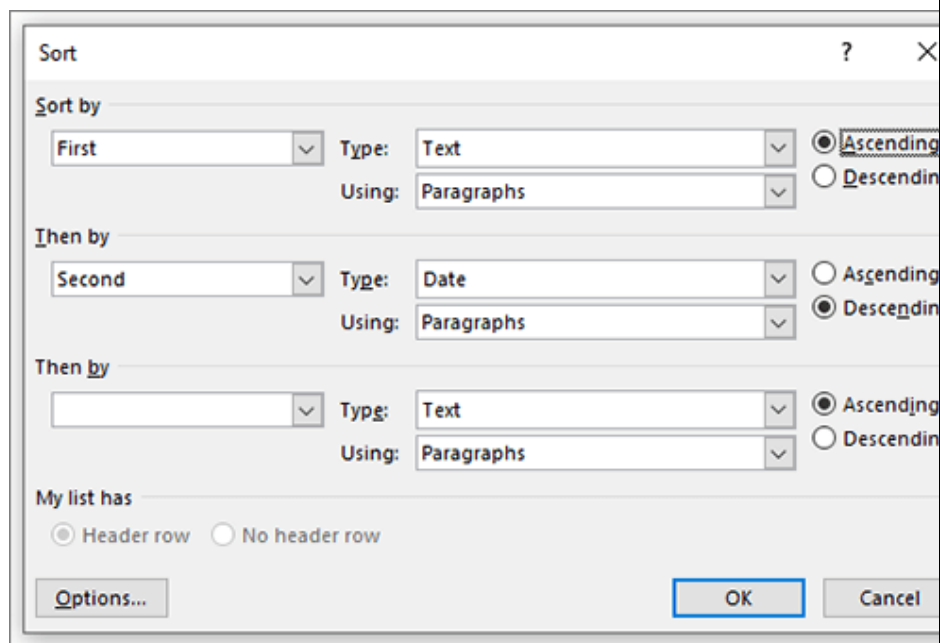 Sort ?
Sort by
First Type: Text Ascending
Using: Paragraphs Descendin
Then by
Second Type: Date Ascending
Using: Paragraphs Descendin
Then by
Type: Text Ascending
Using: Paragraphs Descendin
My list has
Header row No header row
Options... OK Cancel